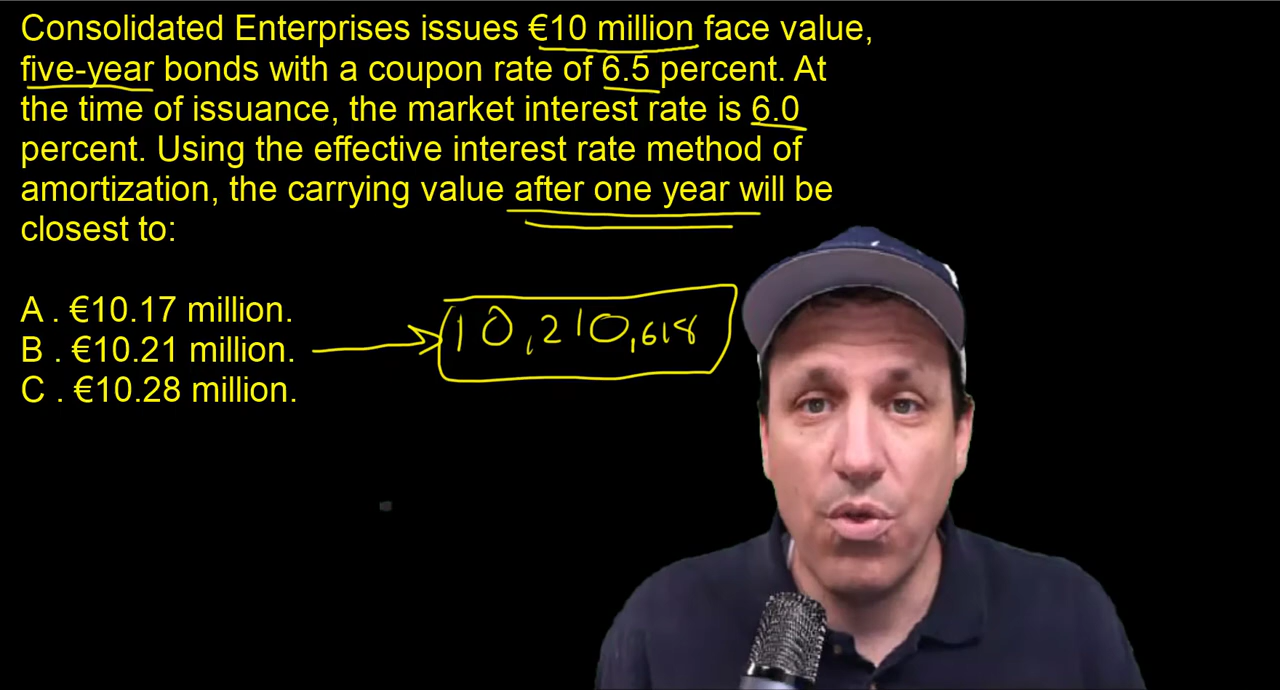 Consolidated Enterprises issues €10 million face value,
five-year bonds with a coupon rate of 6.5 percent. At
the time of issuance, the market interest rate is 6.0
percent. Using the effective interest rate method of
amortization, the carrying value after one year will be
closest to:
A . €10.17 million.
B . €10.21 million.
10,210,618
C . €10.28 million.